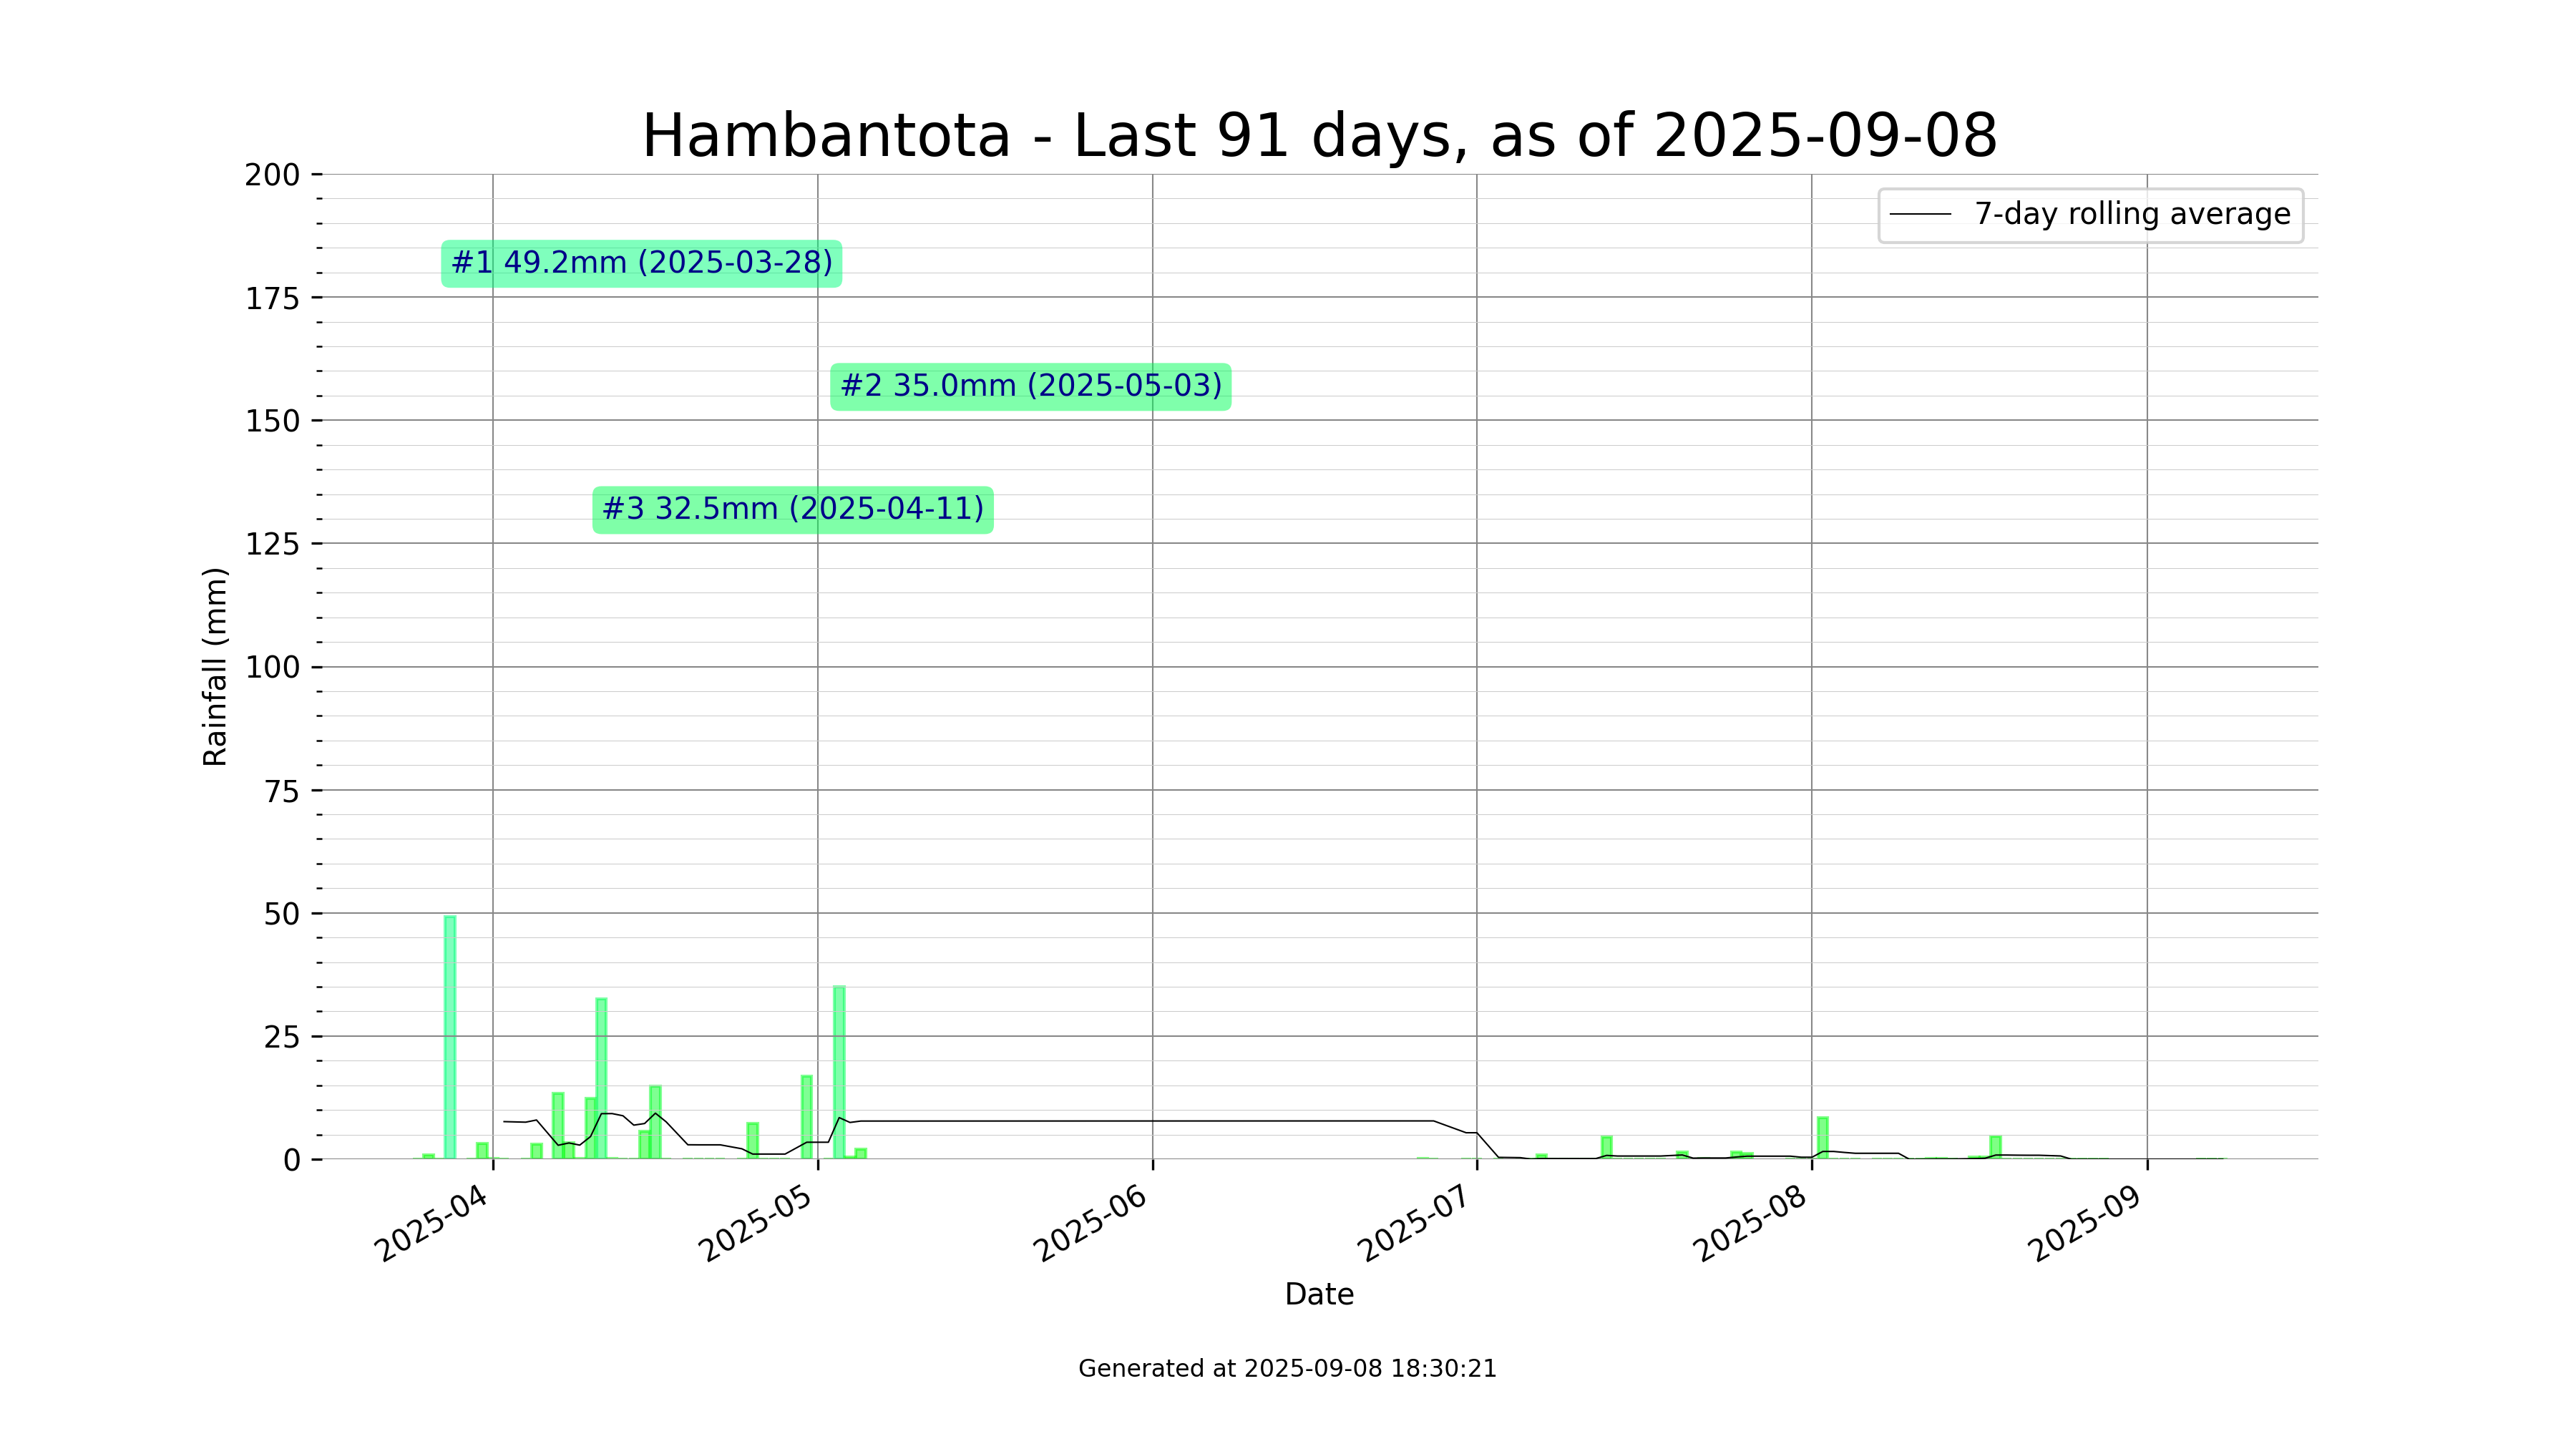 Hambantota - Last 91 days, as of 2025-09-08
200
175
150
125
100
75
50
25
0
Rainfall (mm)
7-day rolling average
#1 49.2mm (2025-03-28)
#2 35.0mm (2025-05-03)
#3 32.5mm (2025-04-11)
2025-04
2025-05
2025-06
2025-07
2025-08
2025-09
Date
Generated at 2025-09-08 18:30:21